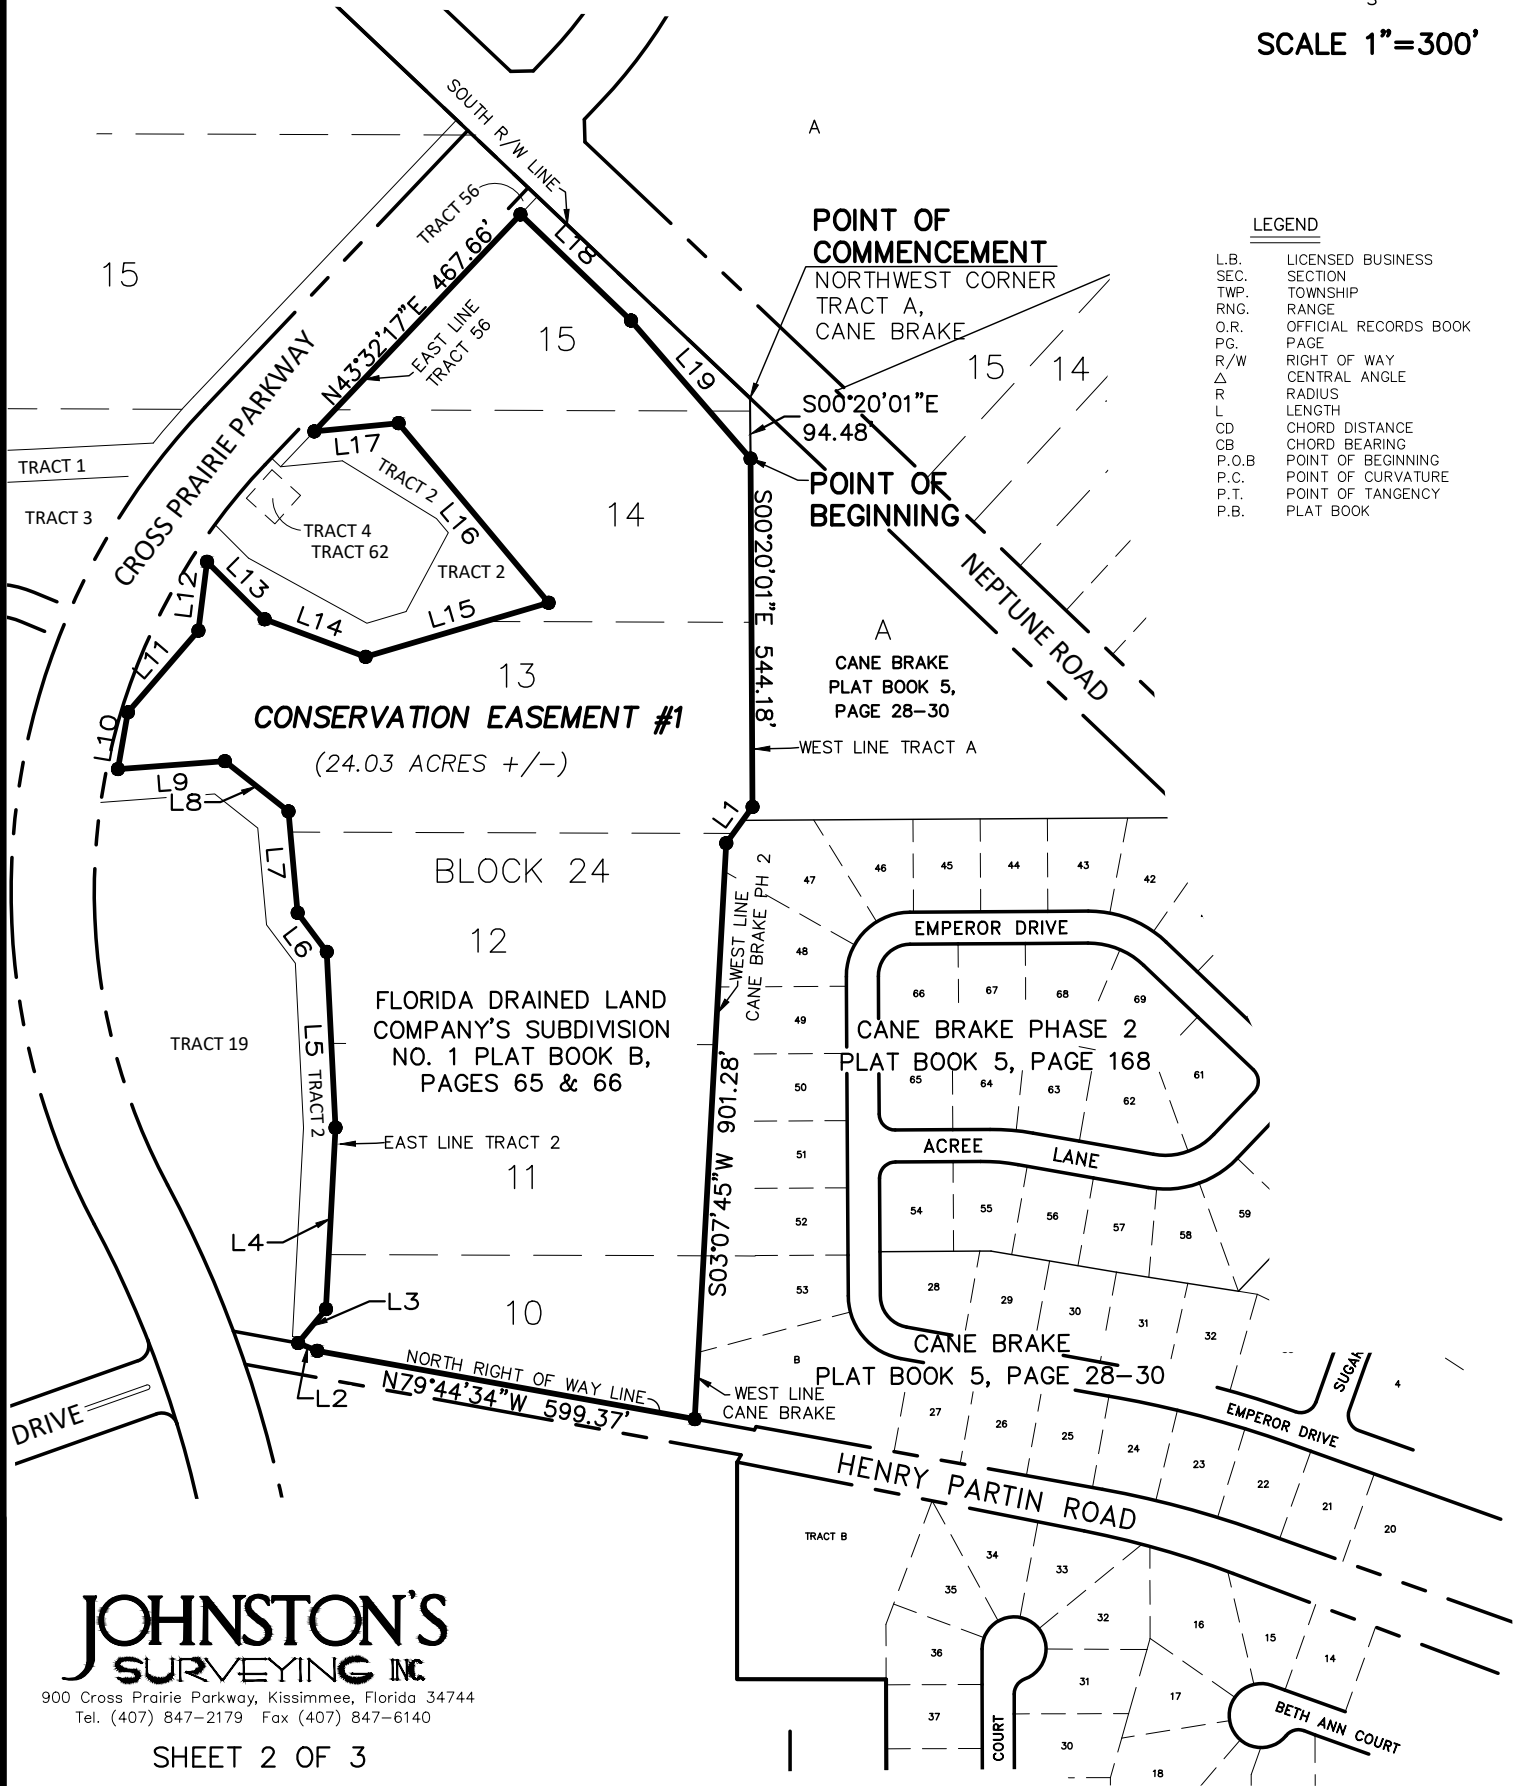 S
SCALE 1"=300'
SOUTH R/W LINE
A
TRACT 56
L18
POINT OF
COMMENCEMENT
NORTHWEST CORNER
TRACT A,
CANE BRAKE
LEGEND
L.B. LICENSED BUSINESS
SEC. SECTION
TWP. TOWNSHIP
RNG. RANGE
O.R. OFFICIAL RECORDS BOOK
PG. PAGE
R/W RIGHT OF WAY
△ CENTRAL ANGLE
R RADIUS
L LENGTH
CD CHORD DISTANCE
CB CHORD BEARING
P.O.B POINT OF BEGINNING
P.C. POINT OF CURVATURE
P.T. POINT OF TANGENCY
P.B. PLAT BOOK
15
N43°32'17"E 467.66'
EAST LINE
TRACT 56
15
L19
15
14
S00°20'01"E
94.48'
CROSS PRAIRIE PARKWAY
L17
TRACT 1
TRACT 3
TRACT 2
L16
TRACT 4
TRACT 62
TRACT 2
14
POINT OF
BEGINNING
S00°20'01"E 544.18'
NEPTUNE ROAD
L12
L13
L14
L15
L11
L10
13
A
CANE BRAKE
PLAT BOOK 5,
PAGE 28-30
WEST LINE TRACT A
CONSERVATION EASEMENT #1
(24.03 ACRES +/-)
L9
L8
L1
L7
BLOCK 24
L6
12
WEST LINE
CANE BRAKE PH 2
47
46
45
44
43
42
EMPEROR DRIVE
48
66
67
68
69
49
CANE BRAKE PHASE 2
PLAT BOOK 5, PAGE 168
FLORIDA DRAINED LAND
COMPANY'S SUBDIVISION
NO. 1 PLAT BOOK B,
PAGES 65 & 66
TRACT 19
L5
TRACT 2
EAST LINE TRACT 2
50
65
64
63
62
61
ACREE LANE
51
11
S03°07'45"W 901.28'
L4
52
54
55
56
57
58
59
53
28
29
30
31
32
L3
10
CANE BRAKE
PLAT BOOK 5, PAGE 28-30
B
NORTH RIGHT OF WAY LINE
N79°44'34"W 599.37'
L2
WEST LINE
CANE BRAKE
DRIVE
SUGAR
4
EMPEROR DRIVE
27
26
25
24
23
22
21
20
HENRY PARTIN ROAD
TRACT B
34
33
35
32
36
31
37
30
COURT
16
15
14
17
18
BETH ANN COURT
JOHNSTON'S
SURVEYING INC.
900 Cross Prairie Parkway, Kissimmee, Florida 34744
Tel. (407) 847-2179 Fax (407) 847-6140
SHEET 2 OF 3